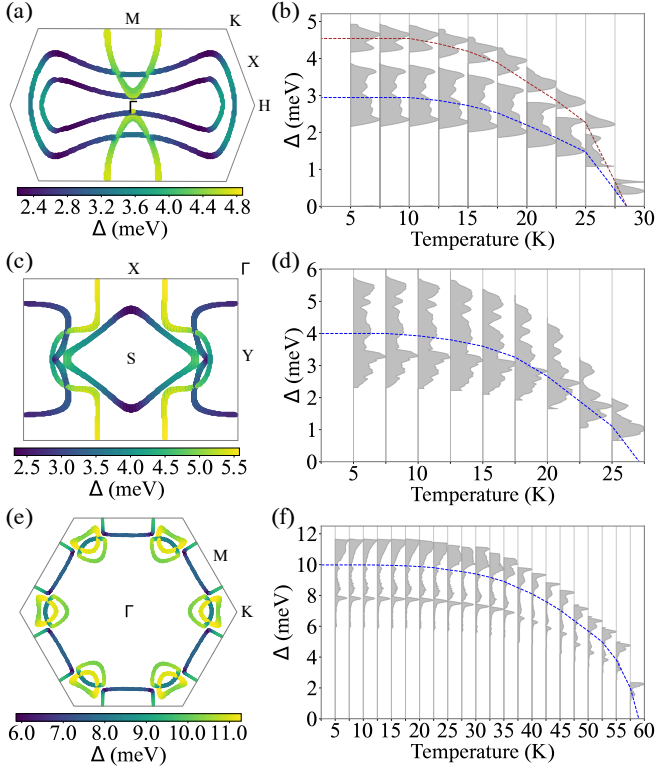 (a)
M
K
X
H
Γ
2.4 2.8 3.2 3.6 4.0 4.4 4.8
Δ (meV)
(b)
Δ (meV)
5
4
3
2
1
0
5 10 15 20 25 30
Temperature (K)
(c)
X
Γ
S
Y
2.5 3.0 3.5 4.0 4.5 5.0 5.5
Δ (meV)
(d)
Δ (meV)
6
5
4
3
2
1
0
5 10 15 20 25
Temperature (K)
(e)
M
K
Γ
6.0 7.0 8.0 9.0 10.0 11.0
Δ (meV)
(f)
Δ (meV)
12
10
8
6
4
2
0
5 10 15 20 25 30 35 40 45 50 55 60
Temperature (K)